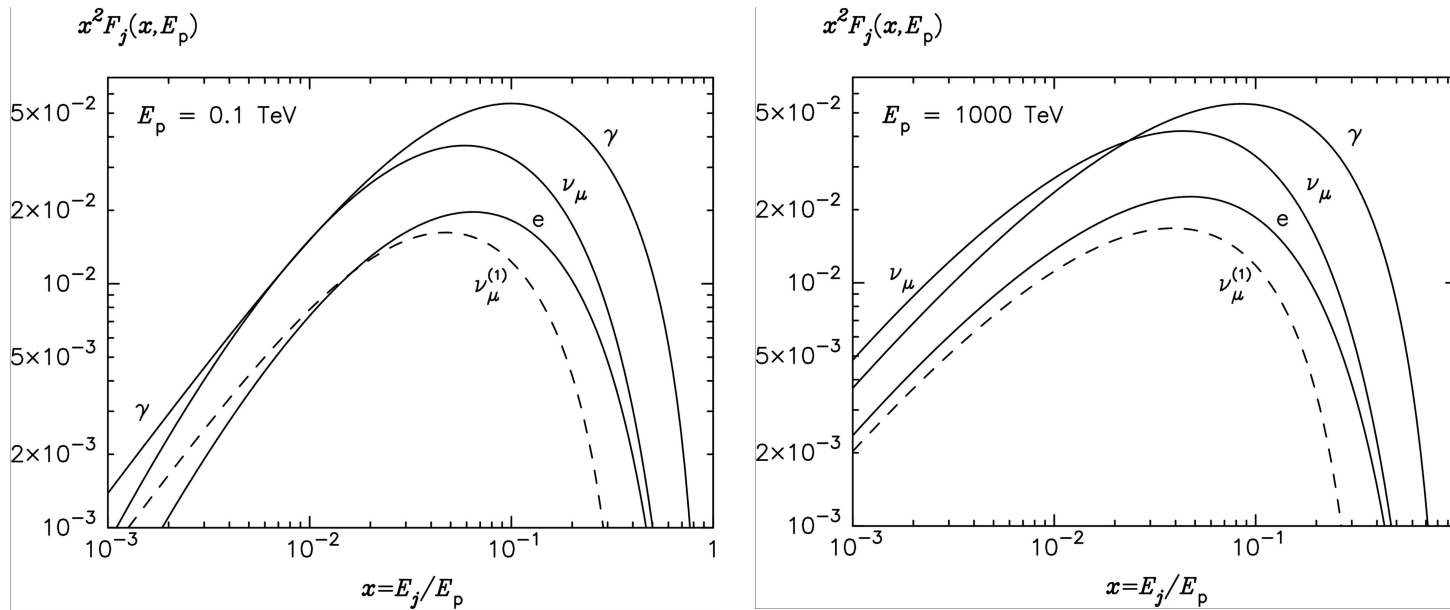 x²F_j(x,E_p)
5×10⁻²
2×10⁻²
10⁻²
5×10⁻³
2×10⁻³
10⁻³
E_p = 0.1 TeV
γ
ν_μ
e
ν_μ⁽¹⁾
γ
10⁻³ 10⁻² 10⁻¹ 1
x=E_j/E_p
x²F_j(x,E_p)
5×10⁻²
2×10⁻²
10⁻²
5×10⁻³
2×10⁻³
10⁻³
E_p = 1000 TeV
γ
ν_μ
e
ν_μ
ν_μ⁽¹⁾
10⁻³ 10⁻² 10⁻¹
x=E_j/E_p